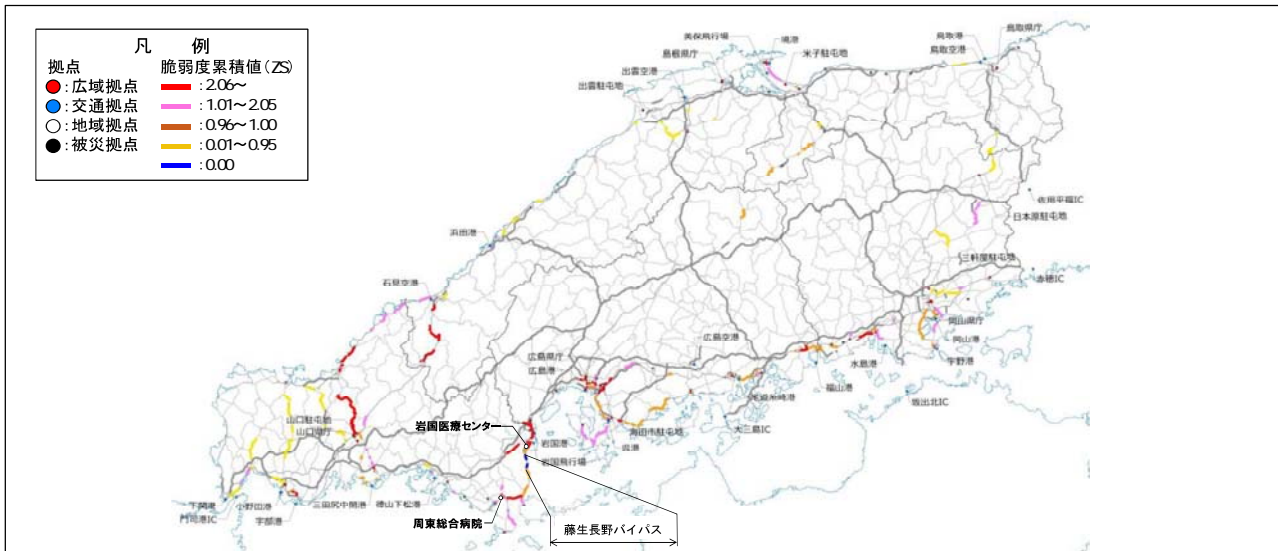 凡 例
拠点 脆弱度累積値(ZS)
:広域拠点 :2.06～
:交通拠点 :1.01～2.05
:地域拠点 :0.96～1.00
:被災拠点 :0.01～0.95
:0.00
鳥取県庁
鳥取港
美保飛行場
境港
鳥取空港
島根県庁
米子駐屯地
出雲空港
出雲駐屯地
佐用平福IC
日本原駐屯地
浜田港
三軒屋駐屯地
赤穂IC
石見空港
岡山県庁
広島空港
岡山港
広島県庁
宇野港
水島港
広島港
福山港
坂出北IC
山口駐屯地
海田市駐屯地
大三島IC
山口県庁
岩国医療センター
岩国港
呉港
岩国飛行場
下関港
小野田港
三田尻中関港
徳山下松港
門司港IC
宇部港
周東総合病院
藤生長野バイパス